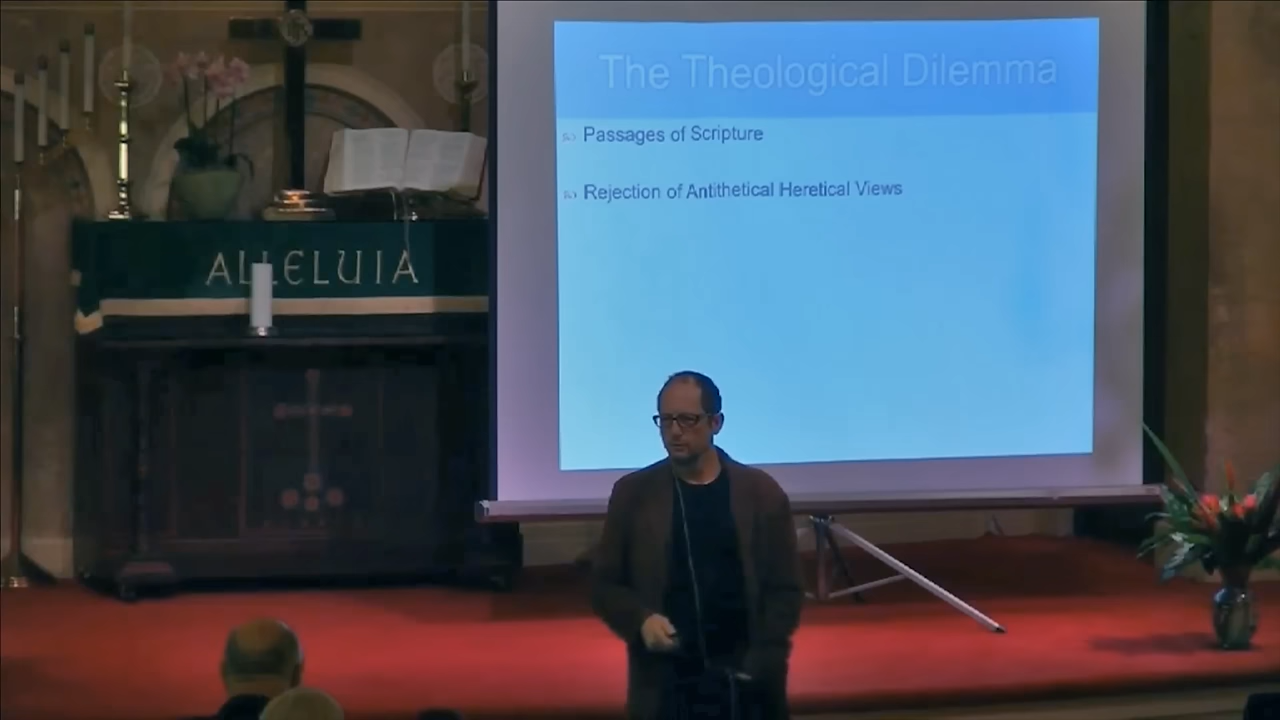 The Theological Dilemma
Passages of Scripture
Rejection of Antithetical Heretical Views
ALLELUIA